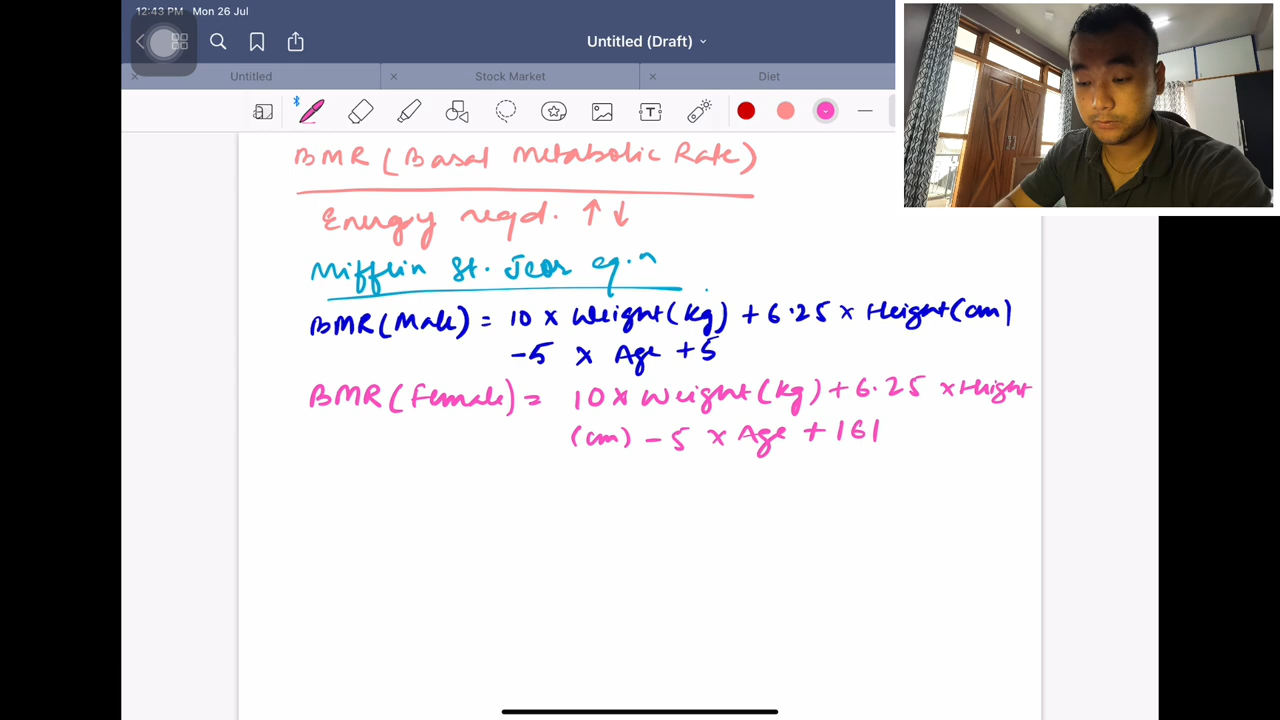 12:43 PM Mon 26 Jul
Untitled (Draft)
Untitled
Stock Market
Diet
T
BMR (Basal Metabolic Rate)
Energy reqd. ↑↓
Mifflin St. Jeor eq.n
BMR (Male) = 10 x Weight (kg) + 6.25 x Height (cm)
-5 x Age +5
BMR (Female) = 10 x Weight (kg) + 6.25 x Height
(cm) - 5 x Age + 161